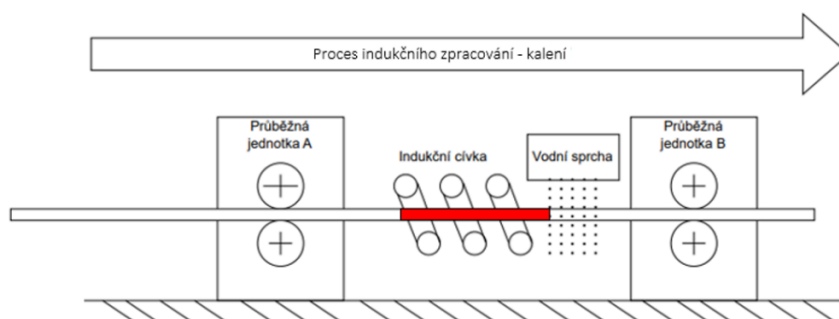 Proces indukčního zpracování - kalení
Průběžná
jednotka A
Indukční cívka
Vodní sprcha
Průběžná
jednotka B